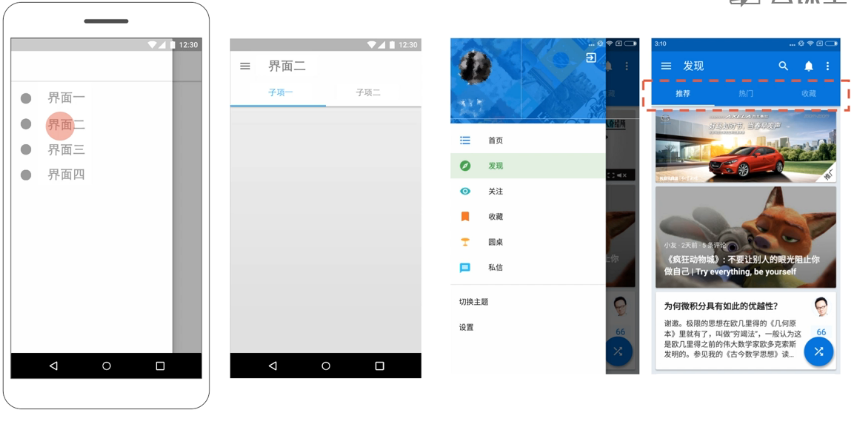 12:30
界面一
界面二
界面三
界面四
12:30
界面二
子项一
子项二
首页
发现
关注
收藏
圆桌
私信
切换主题
设置
3:10
发现
推荐
热门
收藏
推广
小友·2天前·5条评论
《疯狂动物城》：不要让别人的眼光阻止你
做自己 | Try everything, be yourself
为何微积分具有如此的优越性？
谢邀。极限的思想在欧几里得的《几何原
本》里就有了，叫做“穷竭法”，一般认为这
是欧几里得之前的伟大数学家欧多克索斯
发明的。参见我的《古今数学思想》读...
66
66